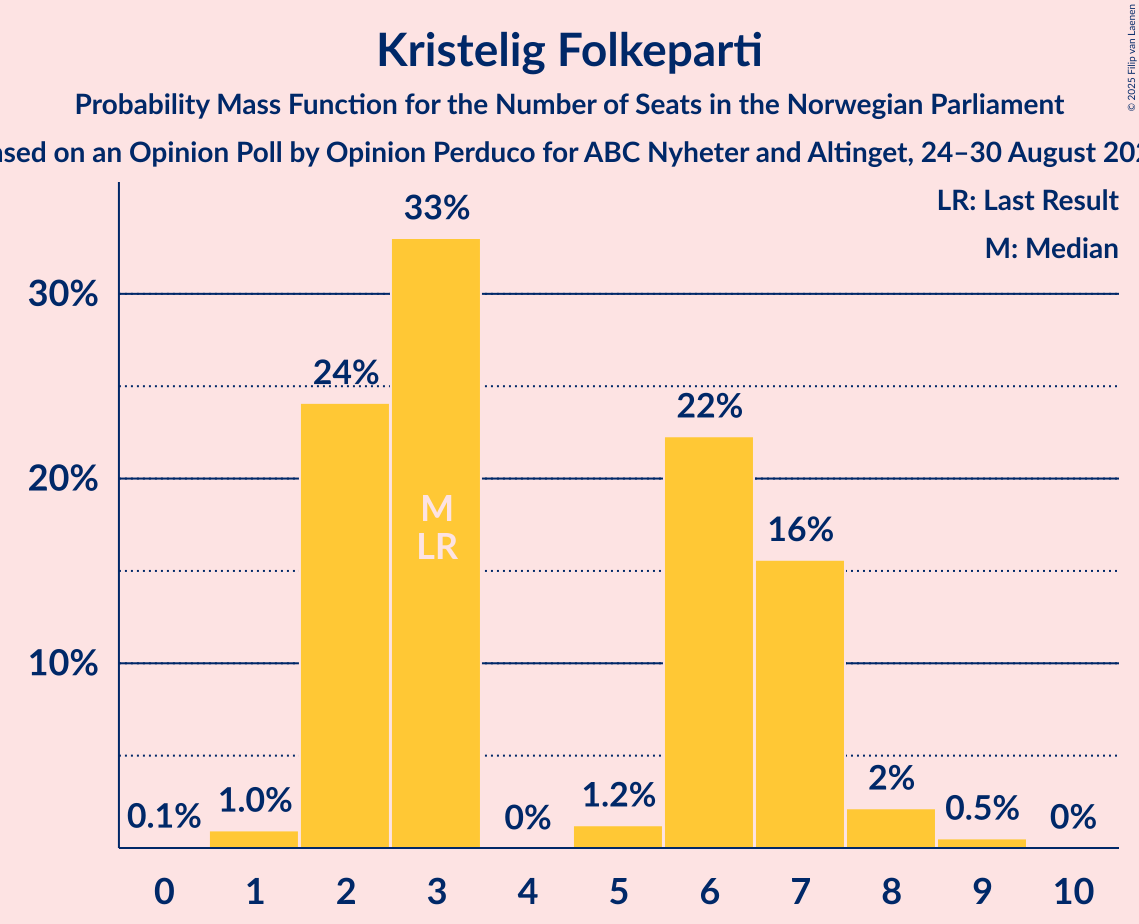 Kristelig Folkeparti
© 2025 Filip van Laenen
Probability Mass Function for the Number of Seats in the Norwegian Parliament
on an Opinion Poll by Opinion Perduco for ABC Nyheter and Altinget, 24–30 August
LR: Last Result
M: Median
33%
30%
24%
22%
20%
M
LR
16%
10%
0.1%
1.0%
0%
1.2%
2%
0.5%
0%
0 1 2 3 4 5 6 7 8 9 10